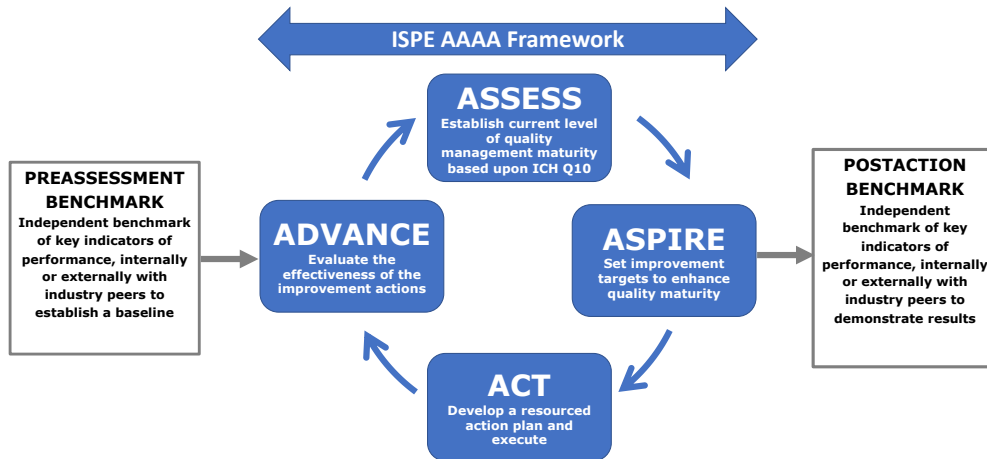 ISPE AAAA Framework
ASSESS
Establish current level
of quality
management maturity
based upon ICH Q10
PREASSESSMENT
BENCHMARK
Independent benchmark
of key indicators of
performance, internally
or externally with
industry peers to
establish a baseline
ADVANCE
Evaluate the
effectiveness of the
improvement actions
ASPIRE
Set improvement
targets to enhance
quality maturity
POSTACTION
BENCHMARK
Independent
benchmark of key
indicators of
performance, internally
or externally with
industry peers to
demonstrate results
ACT
Develop a resourced
action plan and
execute